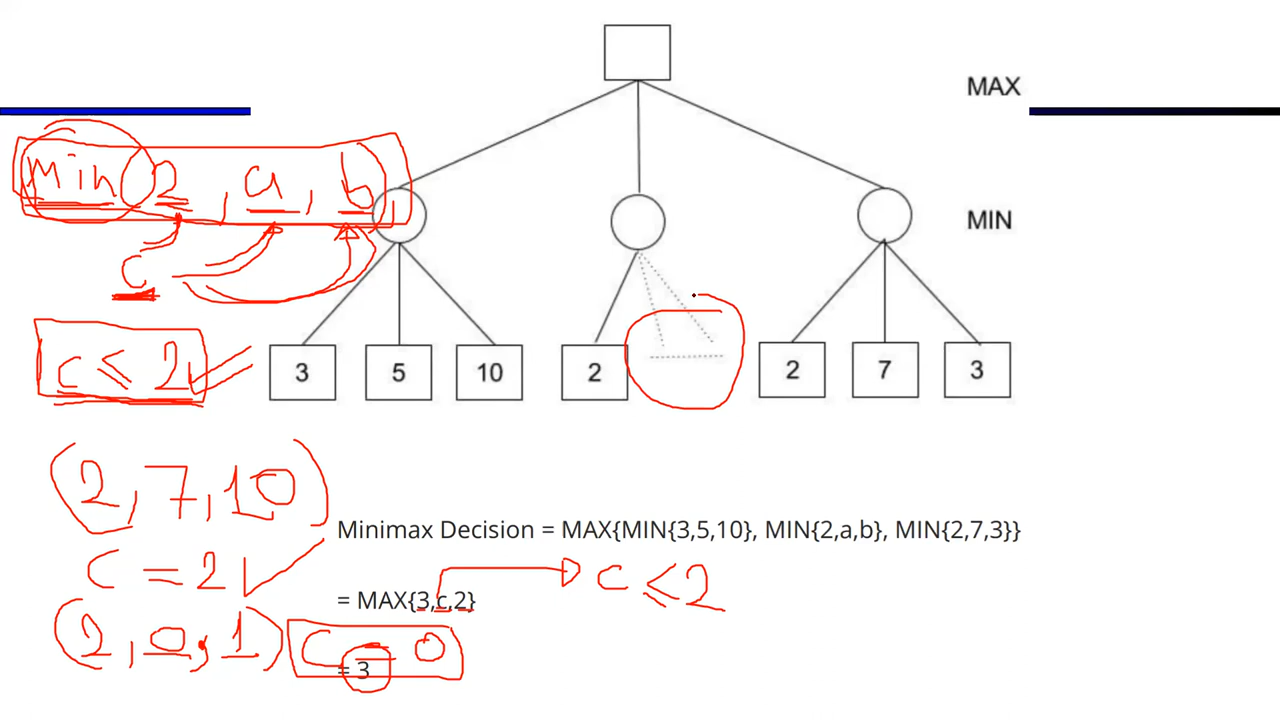 MAX
Min 2, a, b
MIN
c
c ≤ 2
3 5 10 2 2 7 3
(2, 7, 10)
Minimax Decision = MAX{MIN{3,5,10}, MIN{2,a,b}, MIN{2,7,3}}
c = 2
c ≤ 2
= MAX{3,c,2}
(2, 0, 1) c = 0
= 3